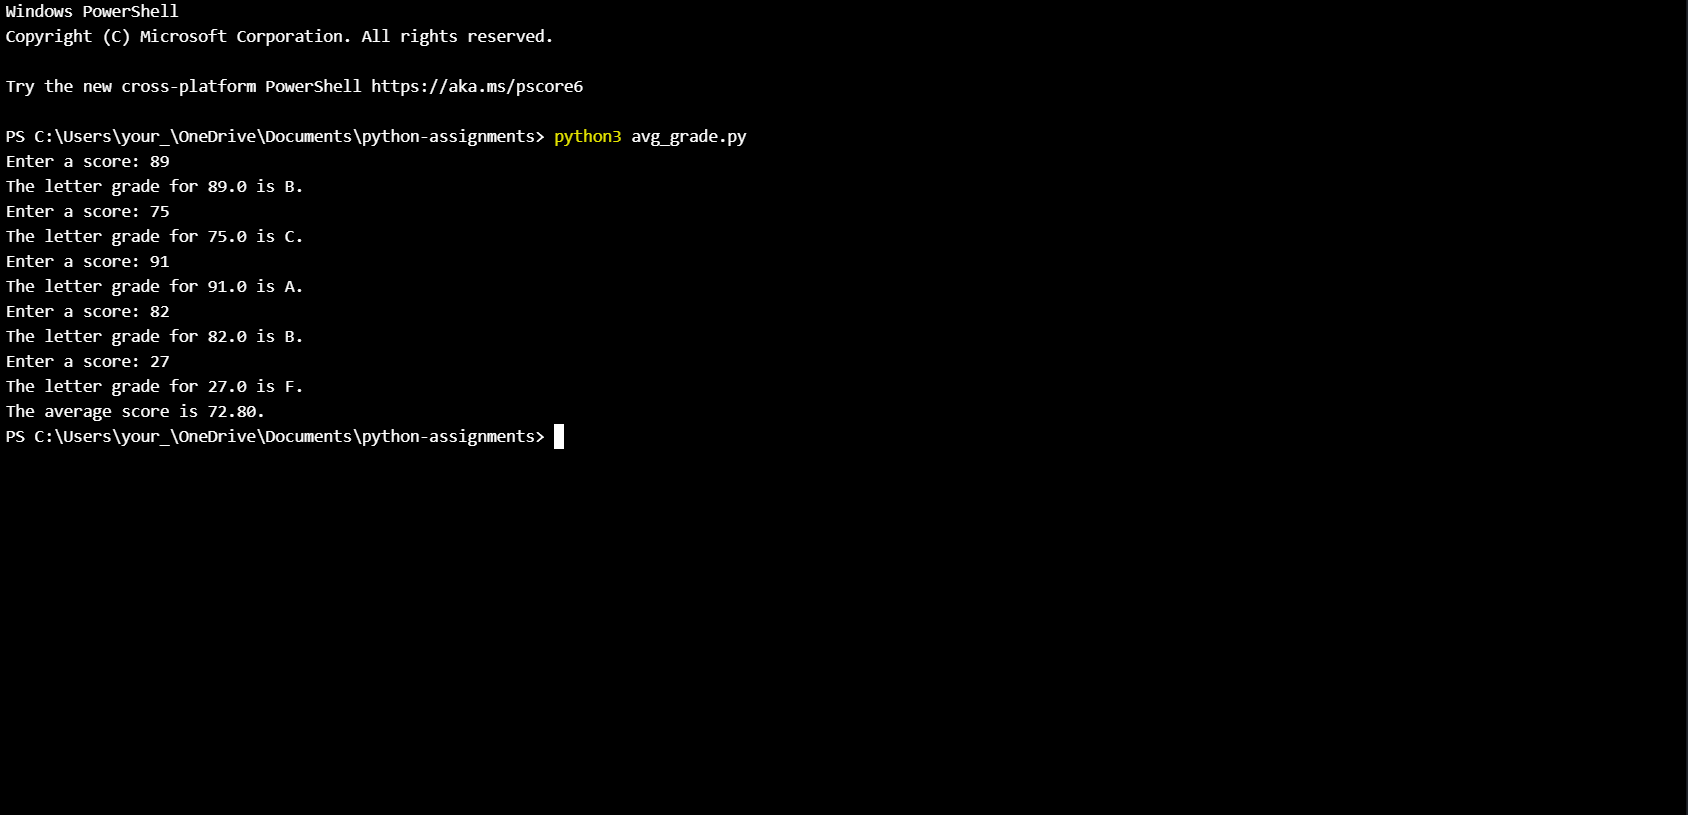 Windows PowerShell
Copyright (C) Microsoft Corporation. All rights reserved.
Try the new cross-platform PowerShell https://aka.ms/pscore6
PS C:\Users\your_\OneDrive\Documents\python-assignments> python3 avg_grade.py
Enter a score: 89
The letter grade for 89.0 is B.
Enter a score: 75
The letter grade for 75.0 is C.
Enter a score: 91
The letter grade for 91.0 is A.
Enter a score: 82
The letter grade for 82.0 is B.
Enter a score: 27
The letter grade for 27.0 is F.
The average score is 72.80.
PS C:\Users\your_\OneDrive\Documents\python-assignments>